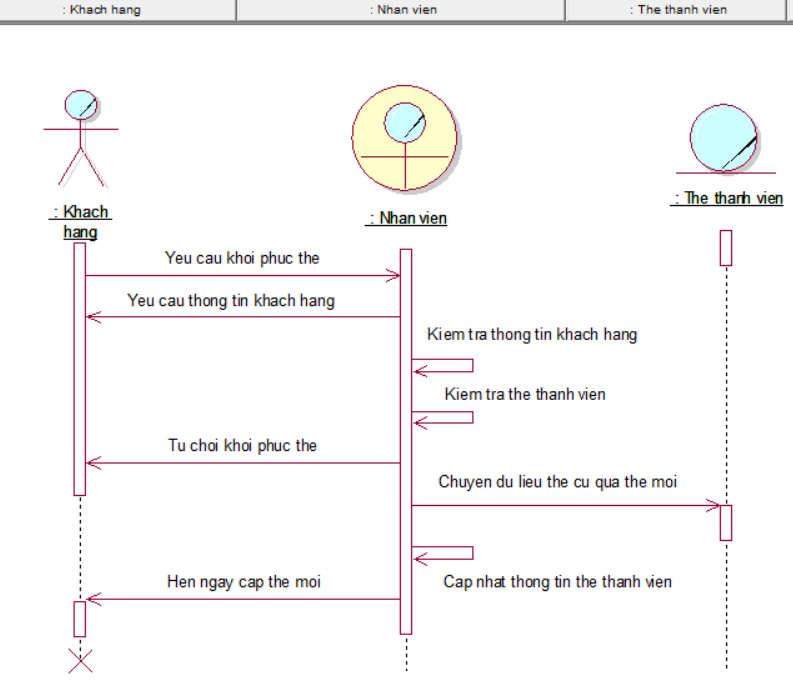 : Khach hang
: Nhan vien
: The thanh vien
: Khach
hang
: Nhan vien
: The thanh vien
Yeu cau khoi phuc the
Yeu cau thong tin khach hang
Kiem tra thong tin khach hang
Kiem tra the thanh vien
Tu choi khoi phuc the
Chuyen du lieu the cu qua the moi
Hen ngay cap the moi
Cap nhat thong tin the thanh vien